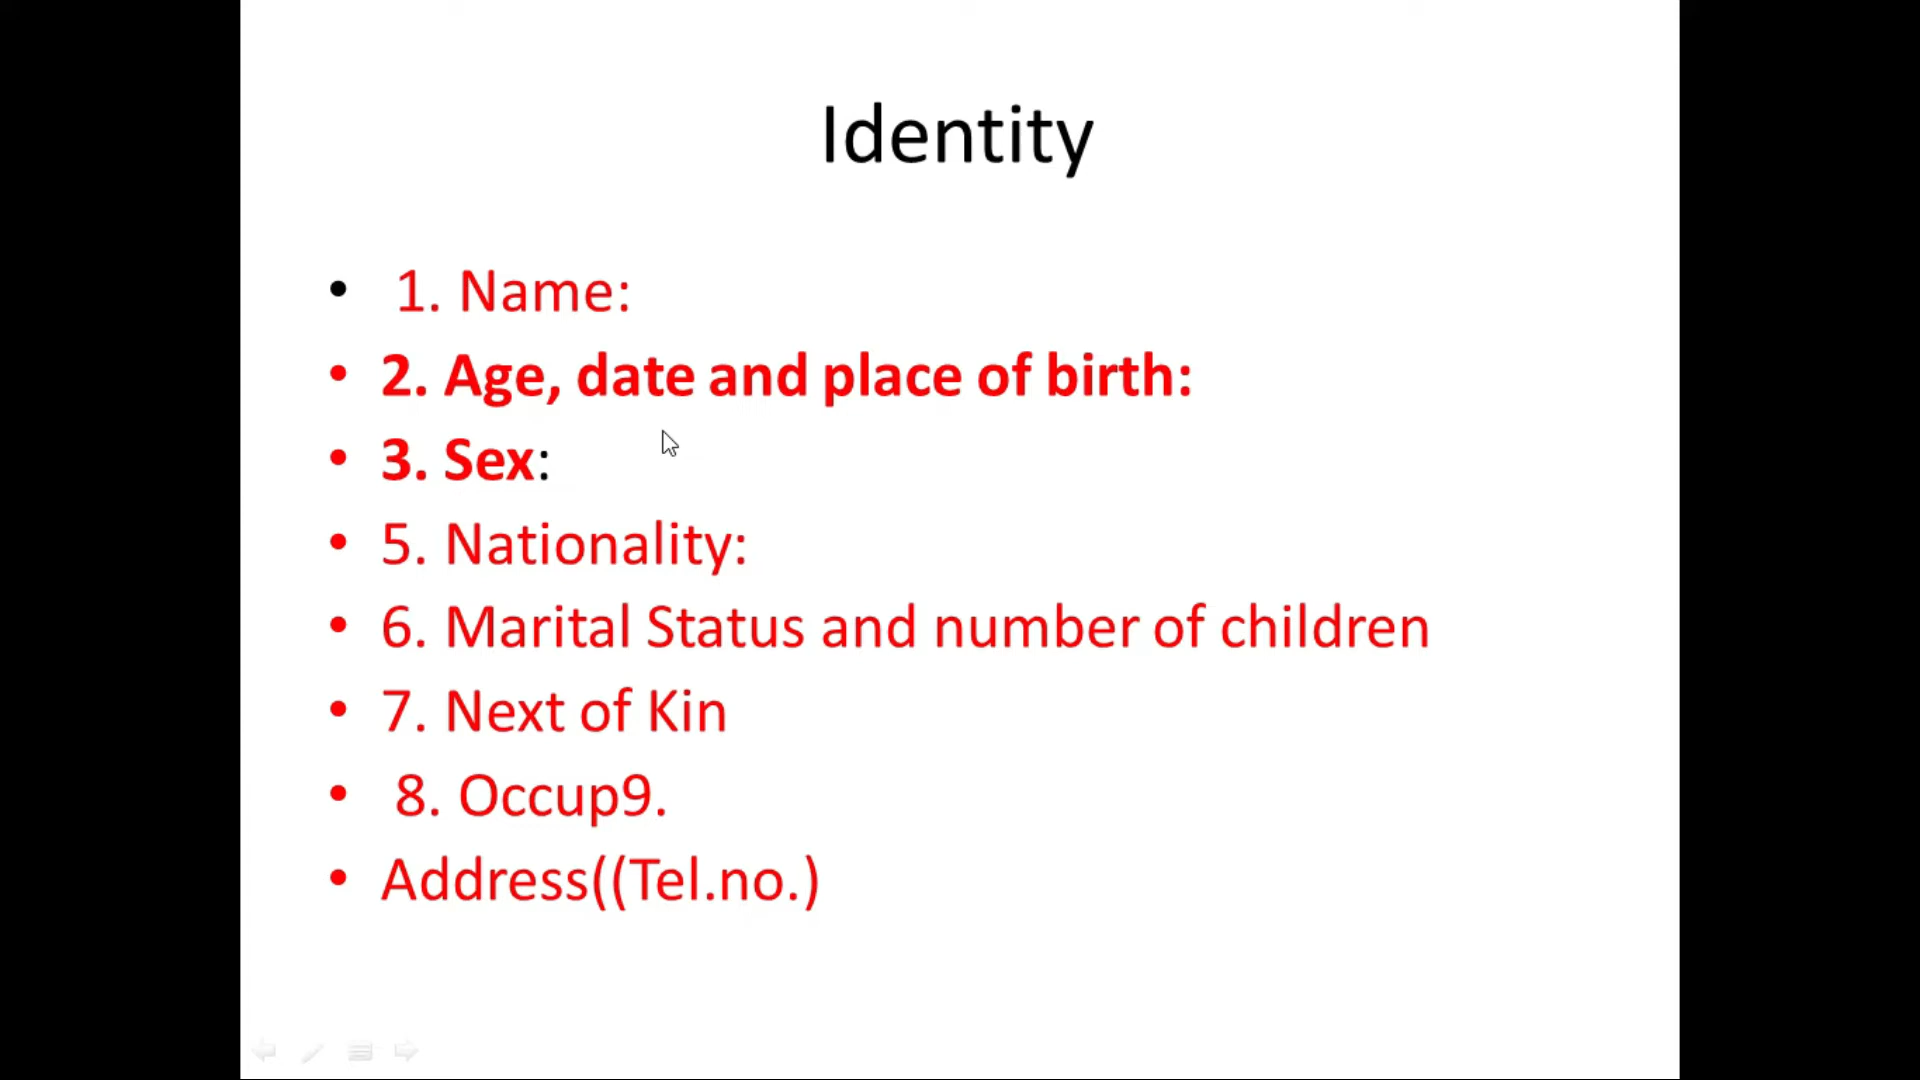 Identity
• 1. Name:
• 2. Age, date and place of birth:
• 3. Sex:
• 5. Nationality:
• 6. Marital Status and number of children
• 7. Next of Kin
• 8. Occup9.
• Address((Tel.no.)